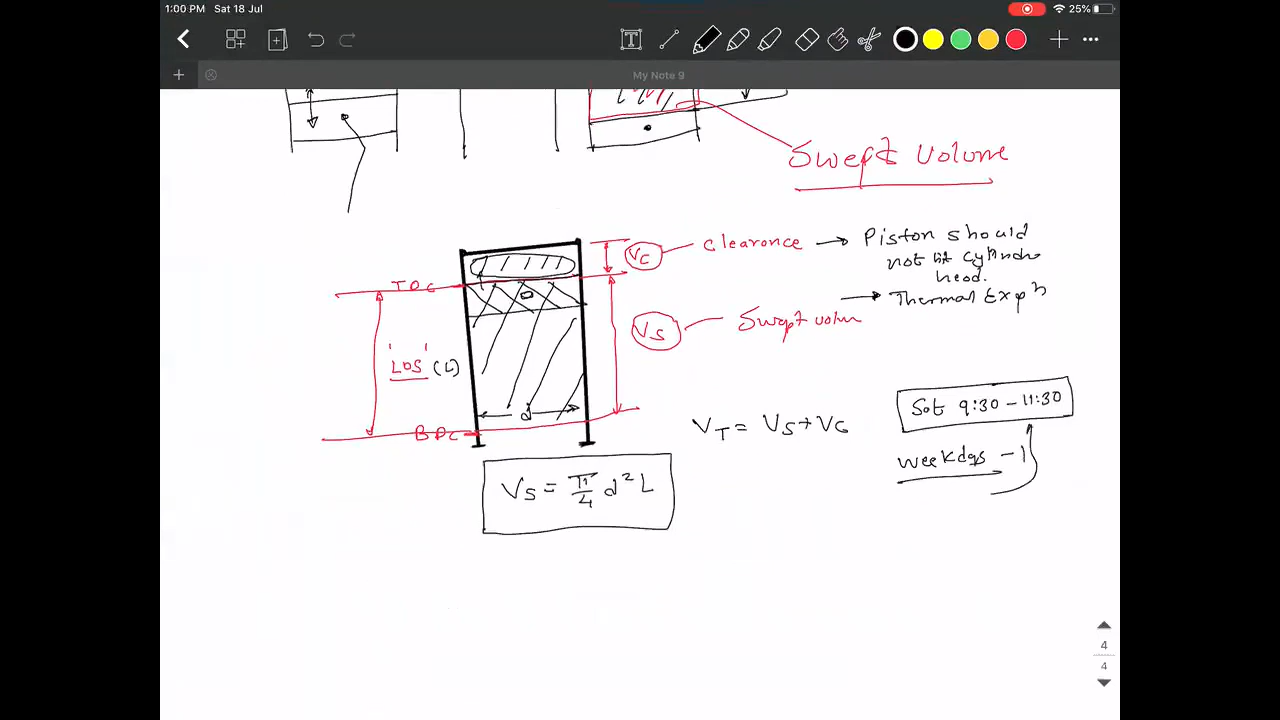 1:00 PM Sat 18 Jul
25%
My Note 9
Swept Volume
Vc
clearance → Piston should
not hit cylinder
head.
→ Thermal Expn
TDC
Vs
Swept volum
'LOS' (L)
d
BDC
VT = Vs + Vc
Sat 9:30 - 11:30
weekdays - 1
Vs = π/4 d² L
4
4